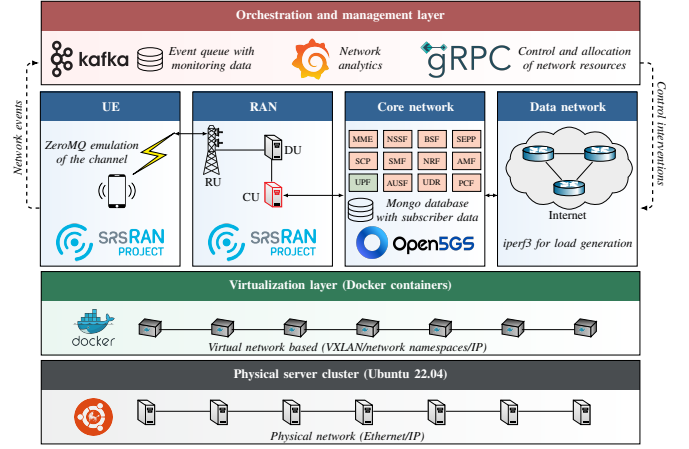 Orchestration and management layer
kafka
Event queue with
monitoring data
Network
analytics
gRPC
Control and allocation
of network resources
Network events
Control interventions
UE
ZeroMQ emulation
of the channel
srsRAN
PROJECT
RAN
RU
DU
CU
srsRAN
PROJECT
Core network
MME NSSF BSF SEPP
SCP SMF NRF AMF
UPF AUSF UDR PCF
Mongo database
with subscriber data
Open5GS
Data network
Internet
iperf3 for load generation
Virtualization layer (Docker containers)
docker
Virtual network based (VXLAN/network namespaces/IP)
Physical server cluster (Ubuntu 22.04)
Physical network (Ethernet/IP)